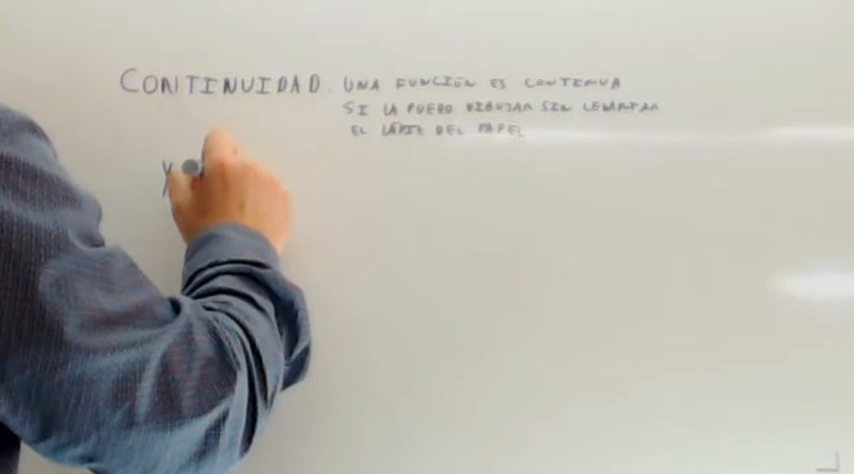 CONTINUIDAD. UNA FUNCIÓN ES CONTINUA
SI LA PUEDO DIBUJAR SIN LEVANTAR
EL LÁPIZ DEL PAPEL
Y